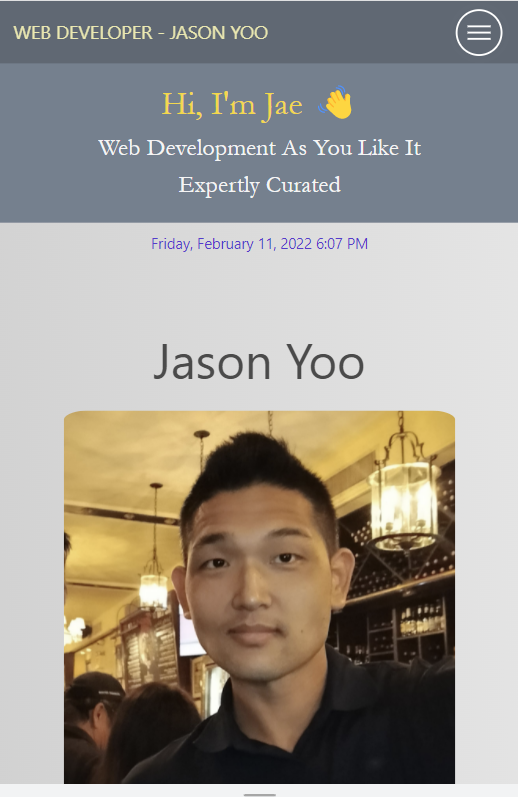 WEB DEVELOPER - JASON YOO
Hi, I'm Jae 👋
Web Development As You Like It
Expertly Curated
Friday, February 11, 2022 6:07 PM
Jason Yoo